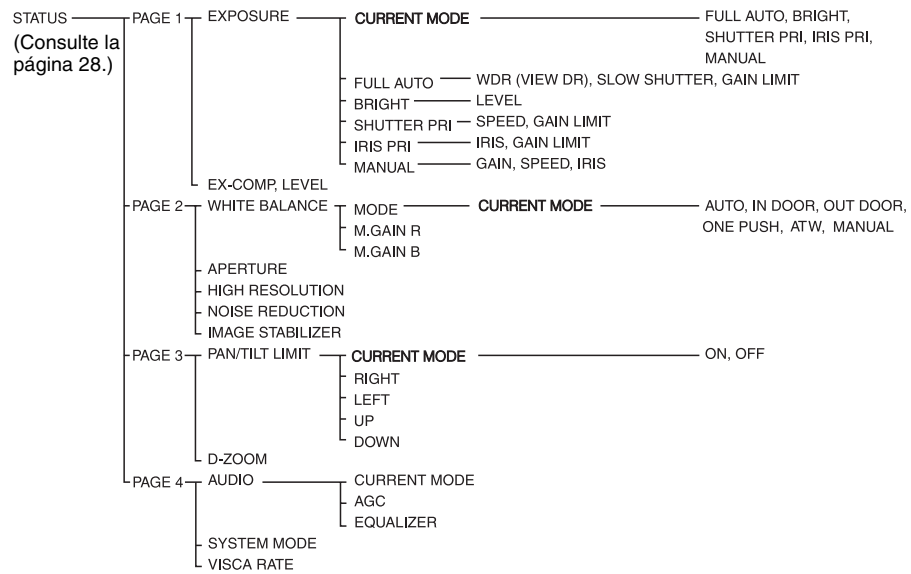 STATUS PAGE 1 EXPOSURE CURRENT MODE FULL AUTO, BRIGHT,
(Consulte la SHUTTER PRI, IRIS PRI,
página 28.) MANUAL
FULL AUTO WDR (VIEW DR), SLOW SHUTTER, GAIN LIMIT
BRIGHT LEVEL
SHUTTER PRI SPEED, GAIN LIMIT
IRIS PRI IRIS, GAIN LIMIT
MANUAL GAIN, SPEED, IRIS
EX-COMP, LEVEL
PAGE 2 WHITE BALANCE MODE CURRENT MODE AUTO, IN DOOR, OUT DOOR,
M.GAIN R ONE PUSH, ATW, MANUAL
M.GAIN B
APERTURE
HIGH RESOLUTION
NOISE REDUCTION
IMAGE STABILIZER
PAGE 3 PAN/TILT LIMIT CURRENT MODE ON, OFF
RIGHT
LEFT
UP
DOWN
D-ZOOM
PAGE 4 AUDIO CURRENT MODE
AGC
EQUALIZER
SYSTEM MODE
VISCA RATE